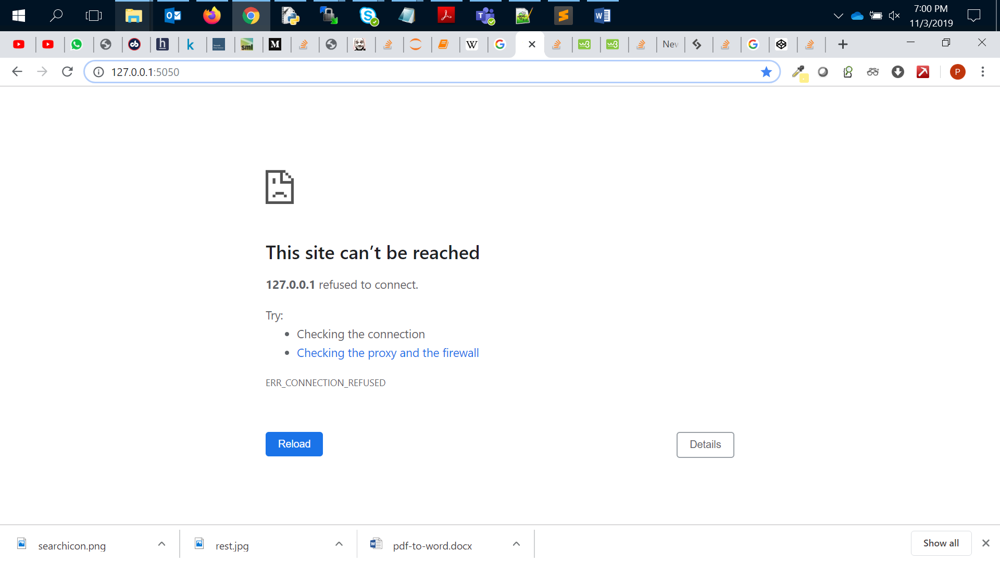 7:00 PM
11/3/2019
sml
New
127.0.0.1:5050
P
This site can’t be reached
127.0.0.1 refused to connect.
Try:
Checking the connection
Checking the proxy and the firewall
ERR_CONNECTION_REFUSED
Reload
Details
searchicon.png
rest.jpg
pdf-to-word.docx
Show all